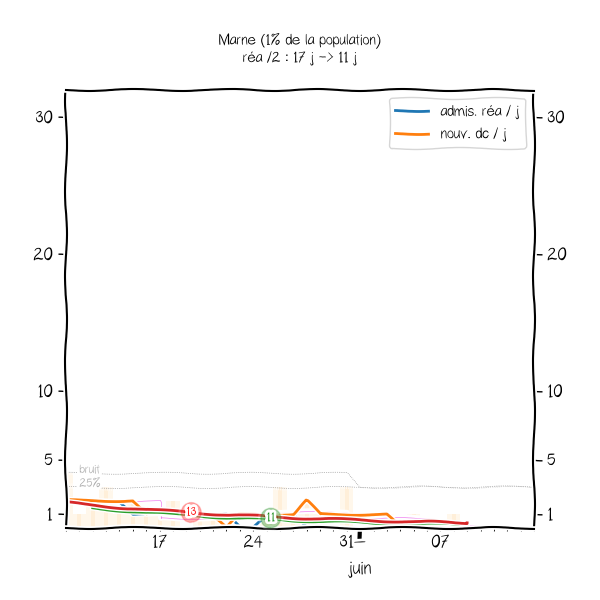 Marne (1% de la population)
réa /2 : 17 j -> 11 j
admis. réa / j
nouv. dc / j
30
30
20
20
10
10
5
5
bruit
25%
1
1
13
11
17
24
31
07
juin